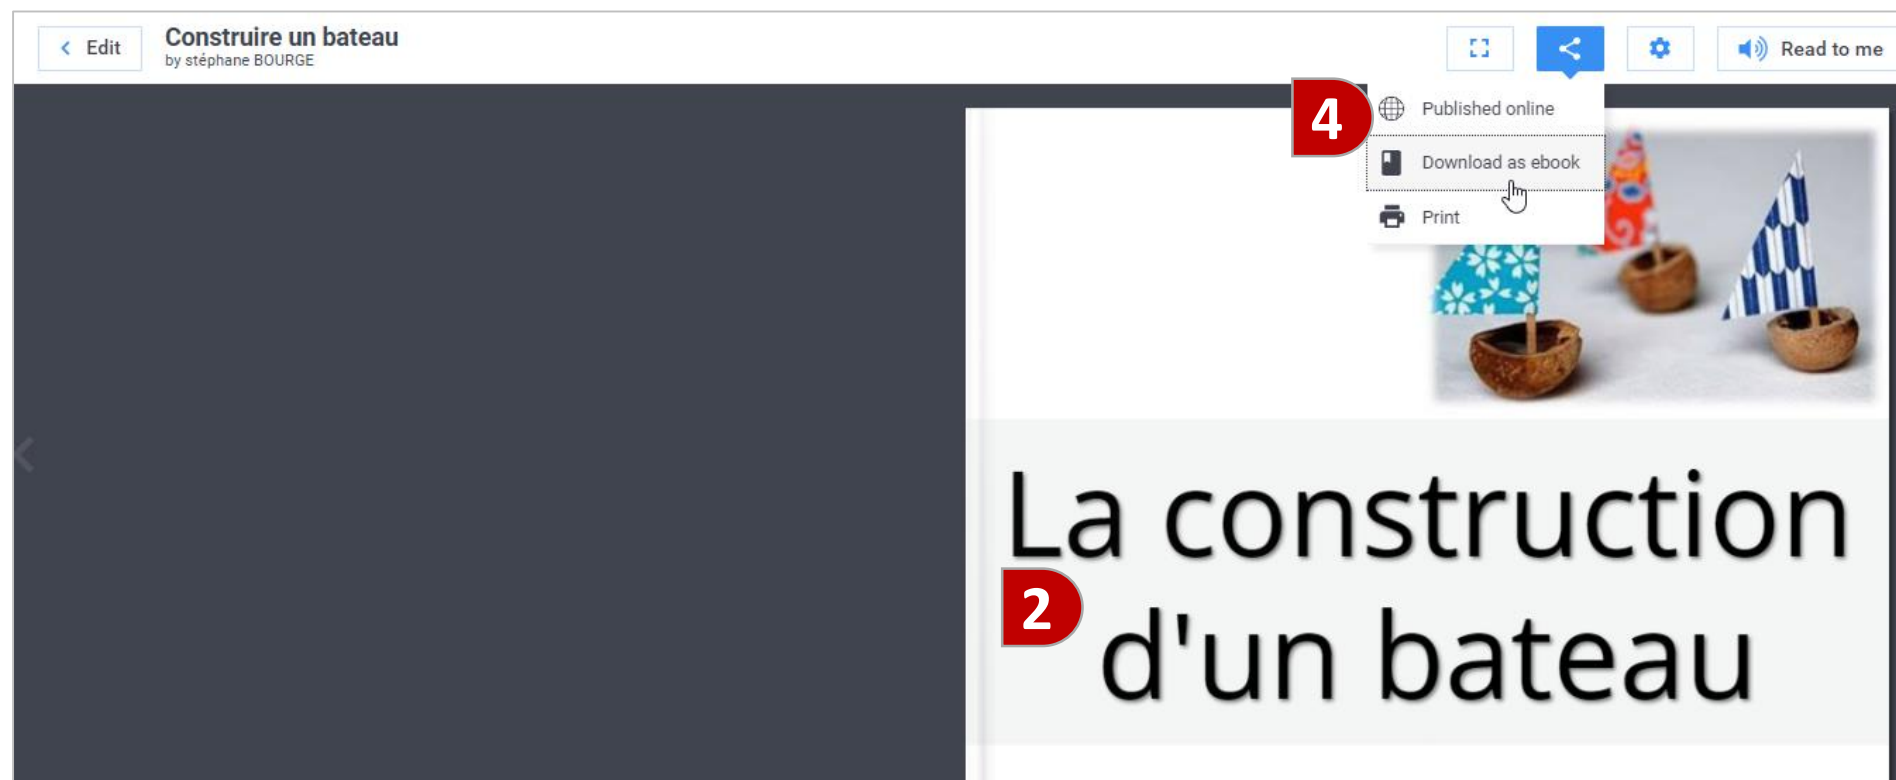 Edit
Construire un bateau
by stéphane BOURGE
Read to me
4
Published online
Download as ebook
Print
La construction
2
d'un bateau